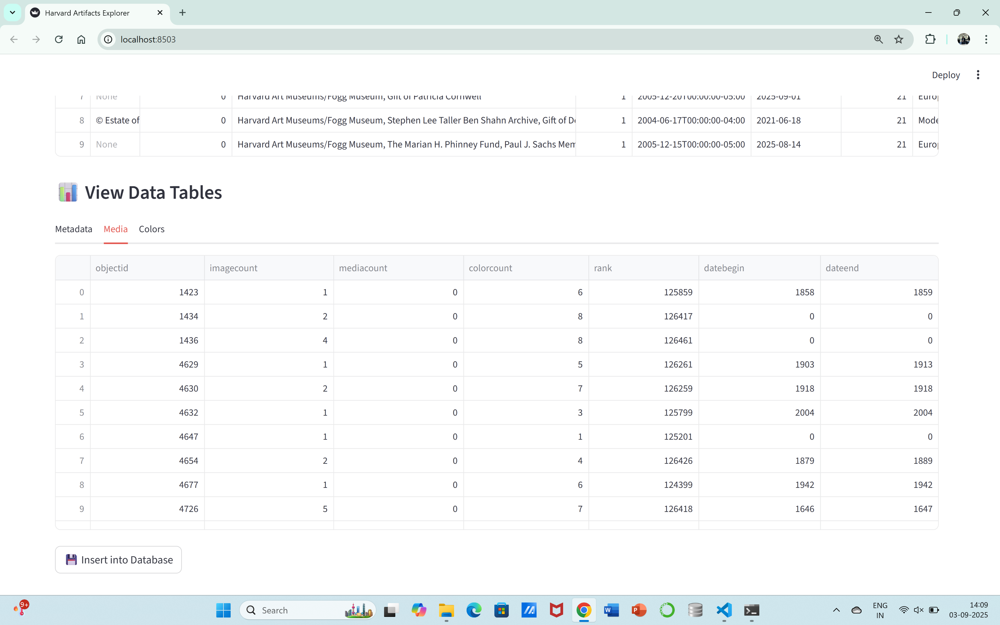 Harvard Artifacts Explorer
localhost:8503
Deploy
7 None 0 Harvard Art Museums/Fogg Museum, Gift of Patricia Cornwell 1 2005-12-20T00:00:00-05:00 2025-09-01 21 Euro
8 © Estate of 0 Harvard Art Museums/Fogg Museum, Stephen Lee Taller Ben Shahn Archive, Gift of D 1 2004-06-17T00:00:00-04:00 2021-06-18 21 Mode
9 None 0 Harvard Art Museums/Fogg Museum, The Marian H. Phinney Fund, Paul J. Sachs Mem 1 2005-12-15T00:00:00-05:00 2025-08-14 21 Euro
View Data Tables
Metadata Media Colors
objectid imagecount mediacount colorcount rank datebegin dateend
0 1423 1 0 6 125859 1858 1859
1 1434 2 0 8 126417 0 0
2 1436 4 0 8 126461 0 0
3 4629 1 0 5 126261 1903 1913
4 4630 2 0 7 126259 1918 1918
5 4632 1 0 3 125799 2004 2004
6 4647 1 0 1 125201 0 0
7 4654 2 0 4 126426 1879 1889
8 4677 1 0 6 124399 1942 1942
9 4726 5 0 7 126418 1646 1647
Insert into Database
9+
Search
W
P
ENG
IN
14:09
03-09-2025